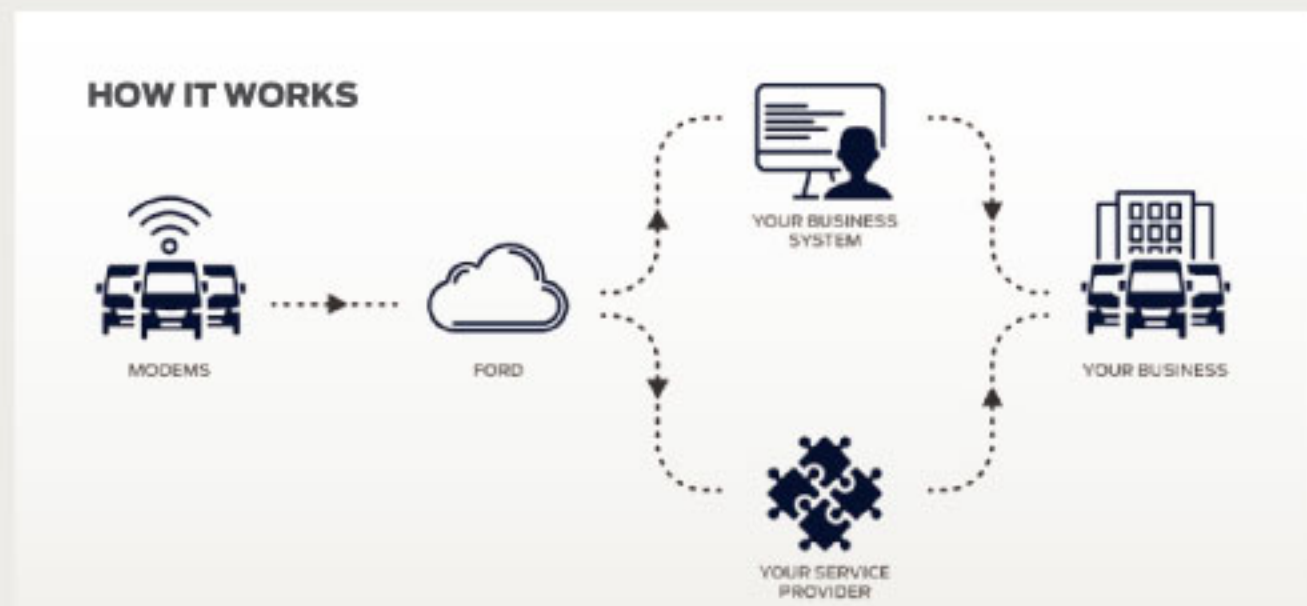 HOW IT WORKS
MODEMS
FORD
YOUR BUSINESS
SYSTEM
YOUR SERVICE
PROVIDER
YOUR BUSINESS